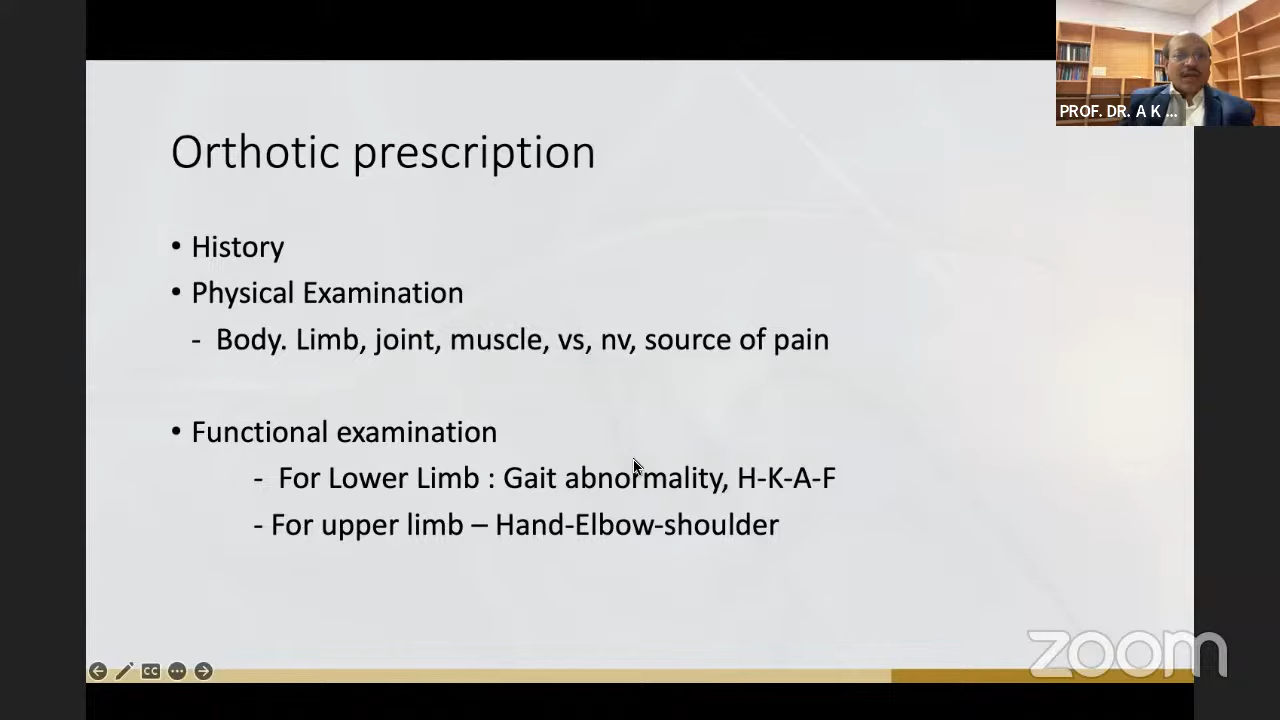 PROF. DR. A K ...
Orthotic prescription
• History
• Physical Examination
- Body. Limb, joint, muscle, vs, nv, source of pain
• Functional examination
- For Lower Limb : Gait abnormality, H-K-A-F
- For upper limb – Hand-Elbow-shoulder
zoom
CC